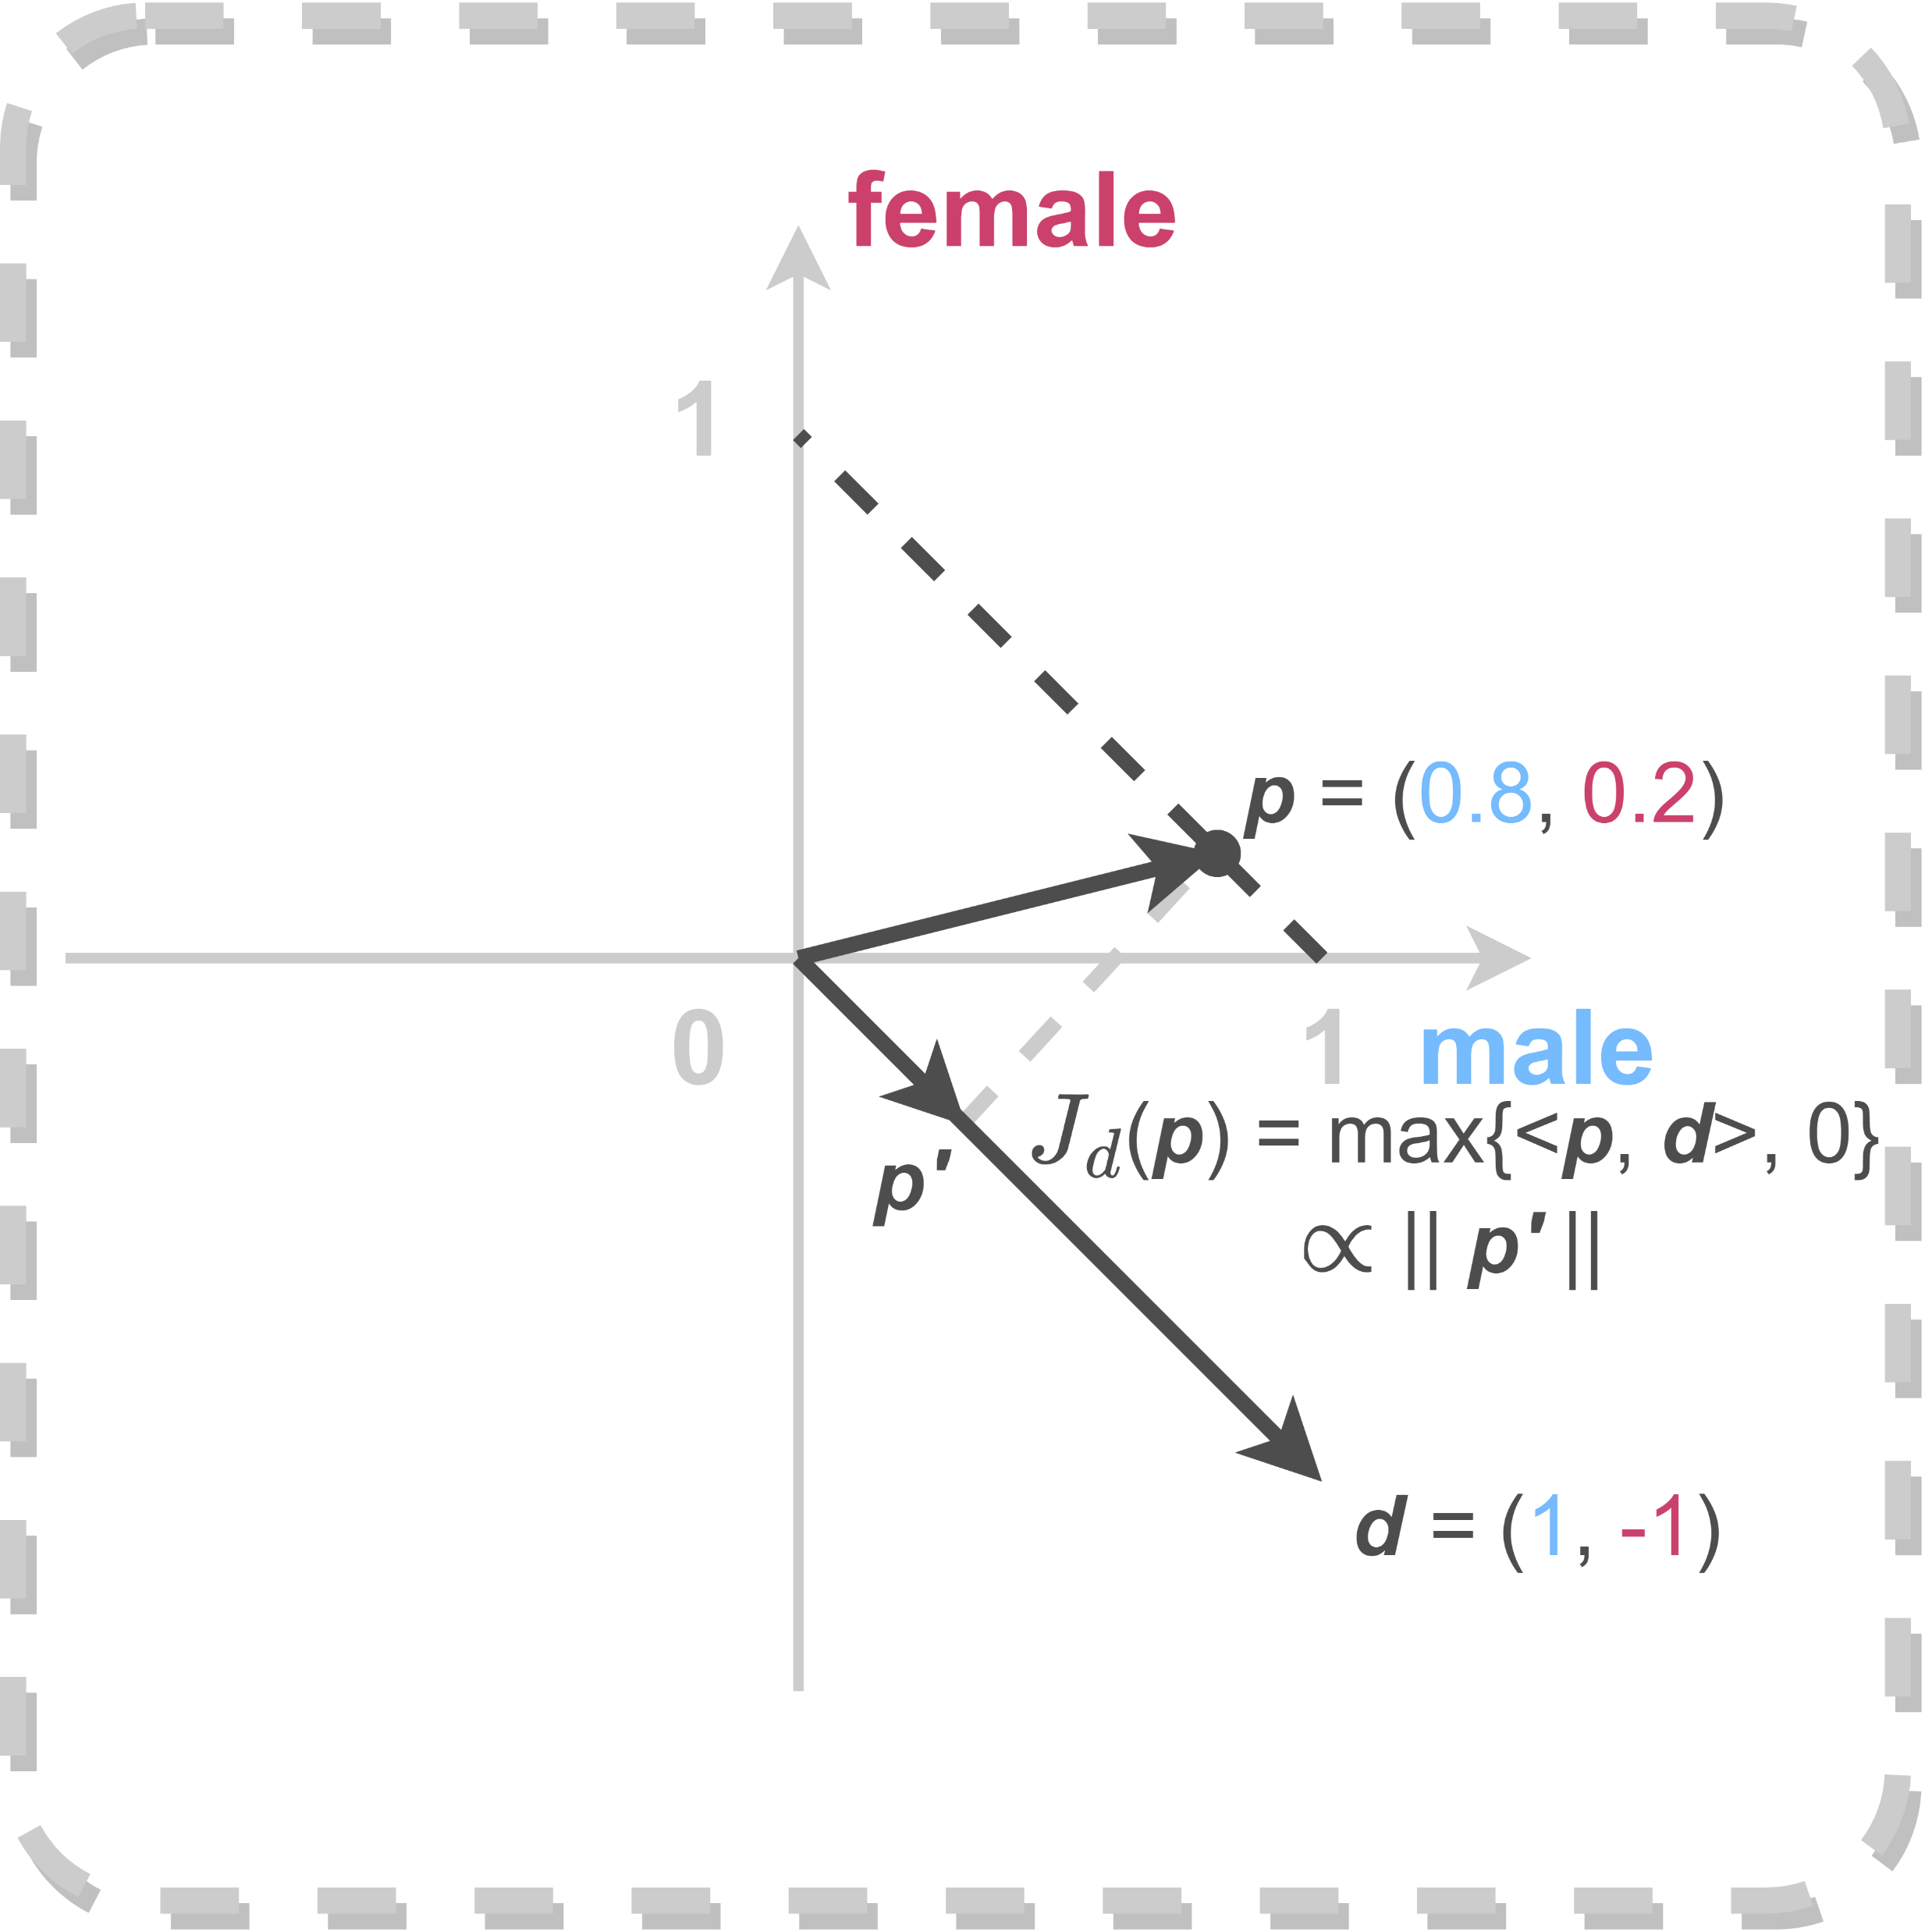 female
1
p = (0.8, 0.2)
0
1 male
p'
J_d(p) = max{<p, d>, 0}
∝ || p' ||
d = (1, -1)